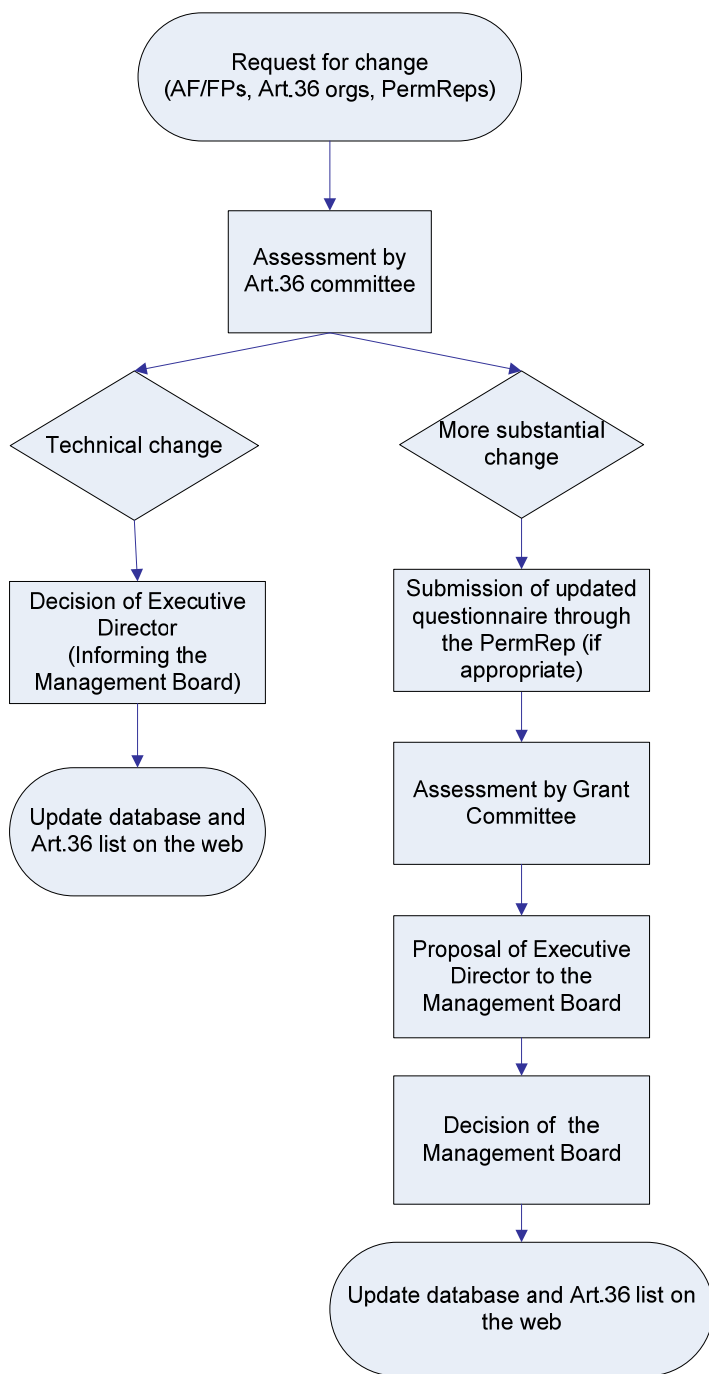 Request for change
(AF/FPs, Art.36 orgs, PermReps)
Assessment by
Art.36 committee
Technical change
More substantial
change
Decision of Executive
Director
(Informing the
Management Board)
Submission of updated
questionnaire through
the PermRep (if
appropriate)
Update database and
Art.36 list on the web
Assessment by Grant
Committee
Proposal of Executive
Director to the
Management Board
Decision of  the
Management Board
Update database and Art.36 list on
the web